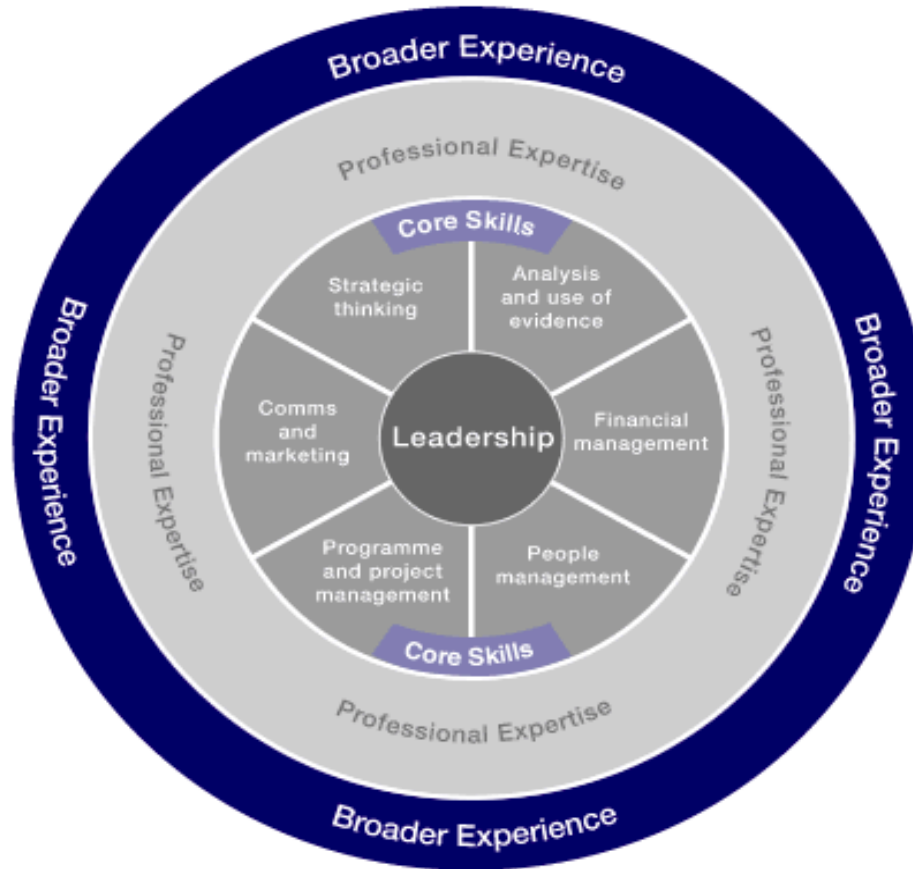 Broader Experience
Professional Expertise
Core Skills
Strategic
thinking
Analysis
and use of
evidence
Broader Experience
Professional Expertise
Comms
and
marketing
Leadership
Financial
management
Professional Expertise
Broader Experience
Programme
and project
management
People
management
Core Skills
Professional Expertise
Broader Experience